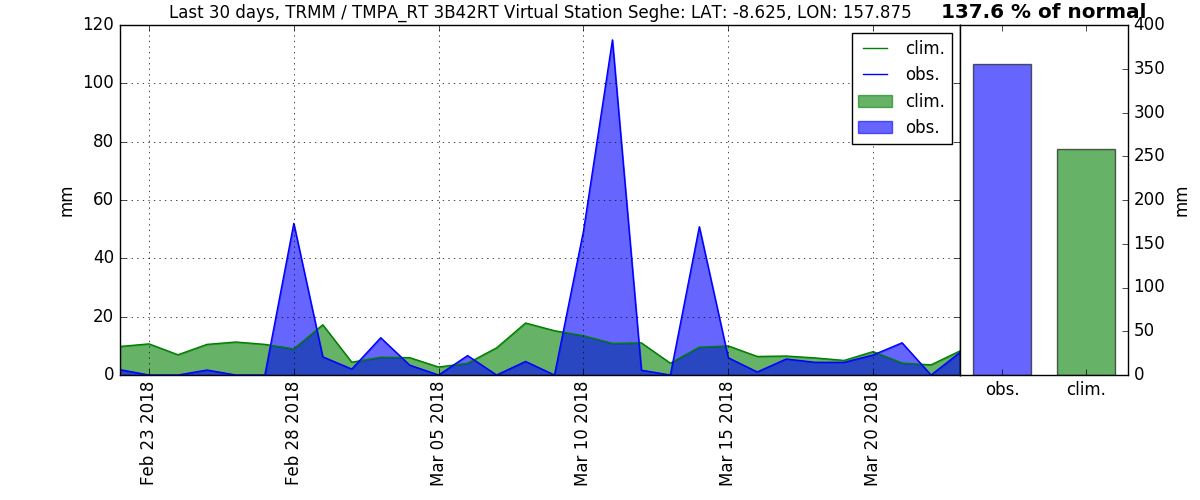 Last 30 days, TRMM / TMPA_RT 3B42RT Virtual Station Seghe: LAT: -8.625, LON: 157.875
137.6 % of normal
120
100
80
60
40
20
0
mm
clim.
obs.
clim.
obs.
Feb 23 2018
Feb 28 2018
Mar 05 2018
Mar 10 2018
Mar 15 2018
Mar 20 2018
400
350
300
250
200
150
100
50
0
mm
obs.
clim.